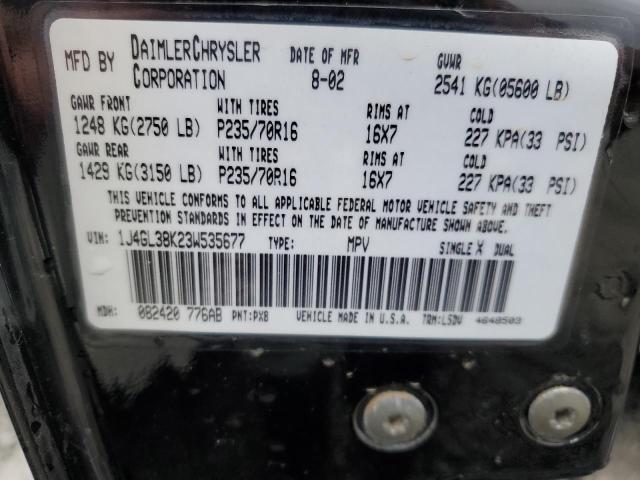 MFD BY DAIMLERCHRYSLER CORPORATION DATE OF MFR 8-02 GVWR 2541 KG(05600 LB)
GAWR FRONT WITH TIRES RIMS AT COLD
1248 KG(2750 LB) P235/70R16 16X7 227 KPA(33 PSI)
GAWR REAR WITH TIRES RIMS AT COLD
1429 KG(3150 LB) P235/70R16 16X7 227 KPA(33 PSI)
THIS VEHICLE CONFORMS TO ALL APPLICABLE FEDERAL MOTOR VEHICLE SAFETY AND THEFT
PREVENTION STANDARDS IN EFFECT ON THE DATE OF MANUFACTURE SHOWN ABOVE.
VIN: 1J4GL38K23W535677 TYPE: MPV SINGLE X DUAL
MDH: 082420 776AB PNT:PXB VEHICLE MADE IN U.S.A. TRM:L5DV 4648503